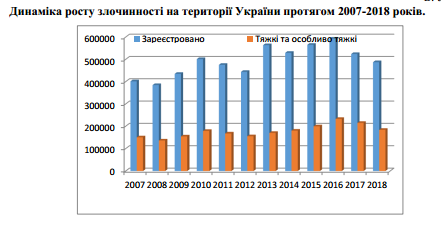 Динаміка росту злочинності на території України протягом 2007-2018 років.
Зареєстровано Тяжкі та особливо тяжкі
600000
500000
400000
300000
200000
100000
0
2007 2008 2009 2010 2011 2012 2013 2014 2015 2016 2017 2018